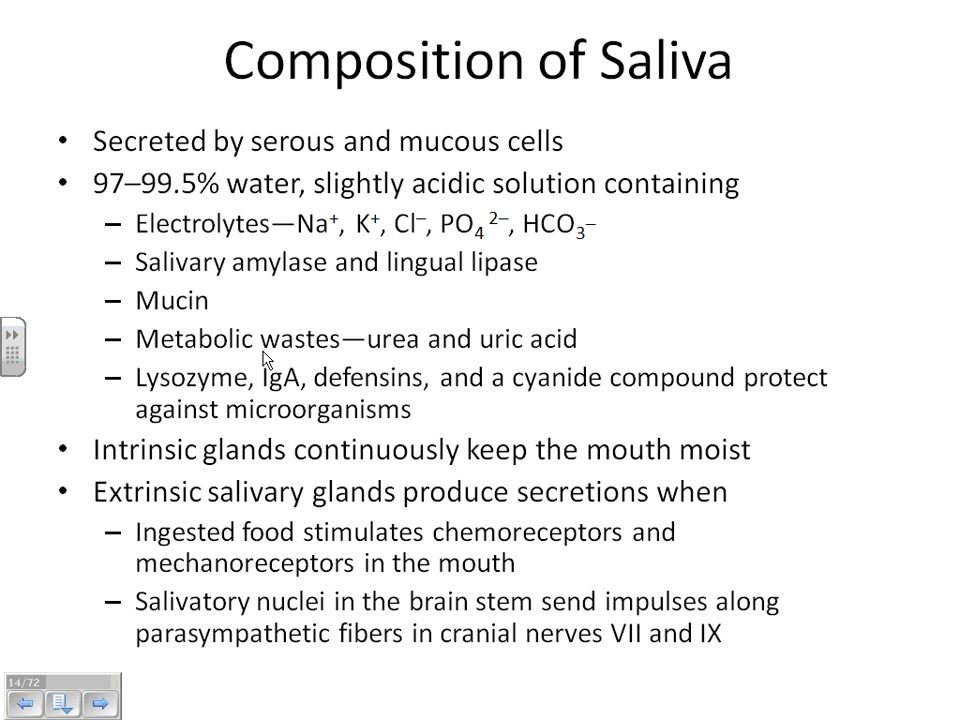 Composition of Saliva
• Secreted by serous and mucous cells
• 97–99.5% water, slightly acidic solution containing
– Electrolytes—Na⁺, K⁺, Cl⁻, PO₄ ²⁻, HCO₃⁻
– Salivary amylase and lingual lipase
– Mucin
– Metabolic wastes—urea and uric acid
– Lysozyme, IgA, defensins, and a cyanide compound protect
against microorganisms
• Intrinsic glands continuously keep the mouth moist
• Extrinsic salivary glands produce secretions when
– Ingested food stimulates chemoreceptors and
mechanoreceptors in the mouth
– Salivatory nuclei in the brain stem send impulses along
parasympathetic fibers in cranial nerves VII and IX
14/72